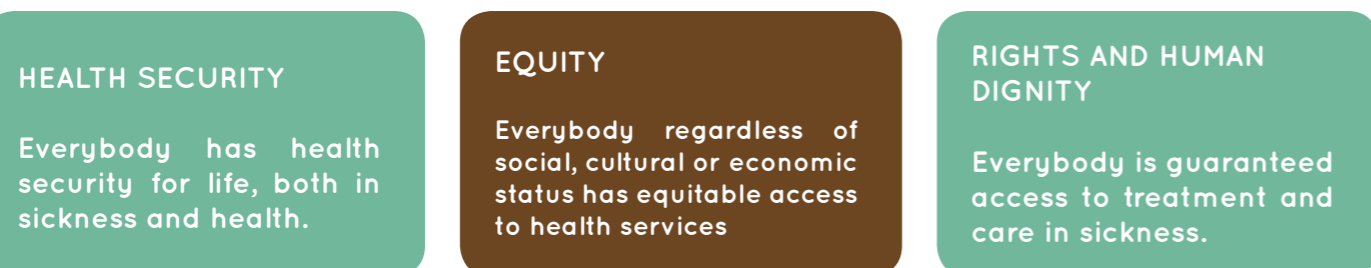 HEALTH SECURITY
Everybody has health
security for life, both in
sickness and health.
EQUITY
Everybody regardless of
social, cultural or economic
status has equitable access
to health services
RIGHTS AND HUMAN
DIGNITY
Everybody is guaranteed
access to treatment and
care in sickness.